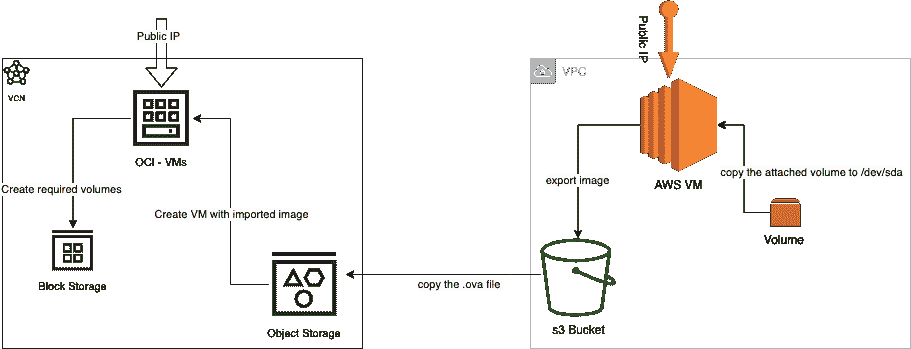 Public IP
Public IP
VCN
VPC
OCI - VMs
AWS VM
copy the attached volume to /dev/sda
export image
Create required volumes
Create VM with imported image
Volume
Block Storage
copy the .ova file
Object Storage
s3 Bucket